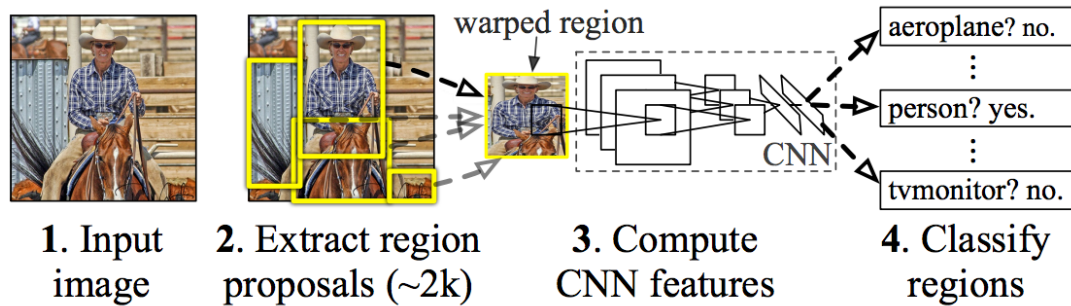 warped region
aeroplane? no.
person? yes.
CNN
tvmonitor? no.
1. Input
image
2. Extract region
proposals (~2k)
3. Compute
CNN features
4. Classify
regions